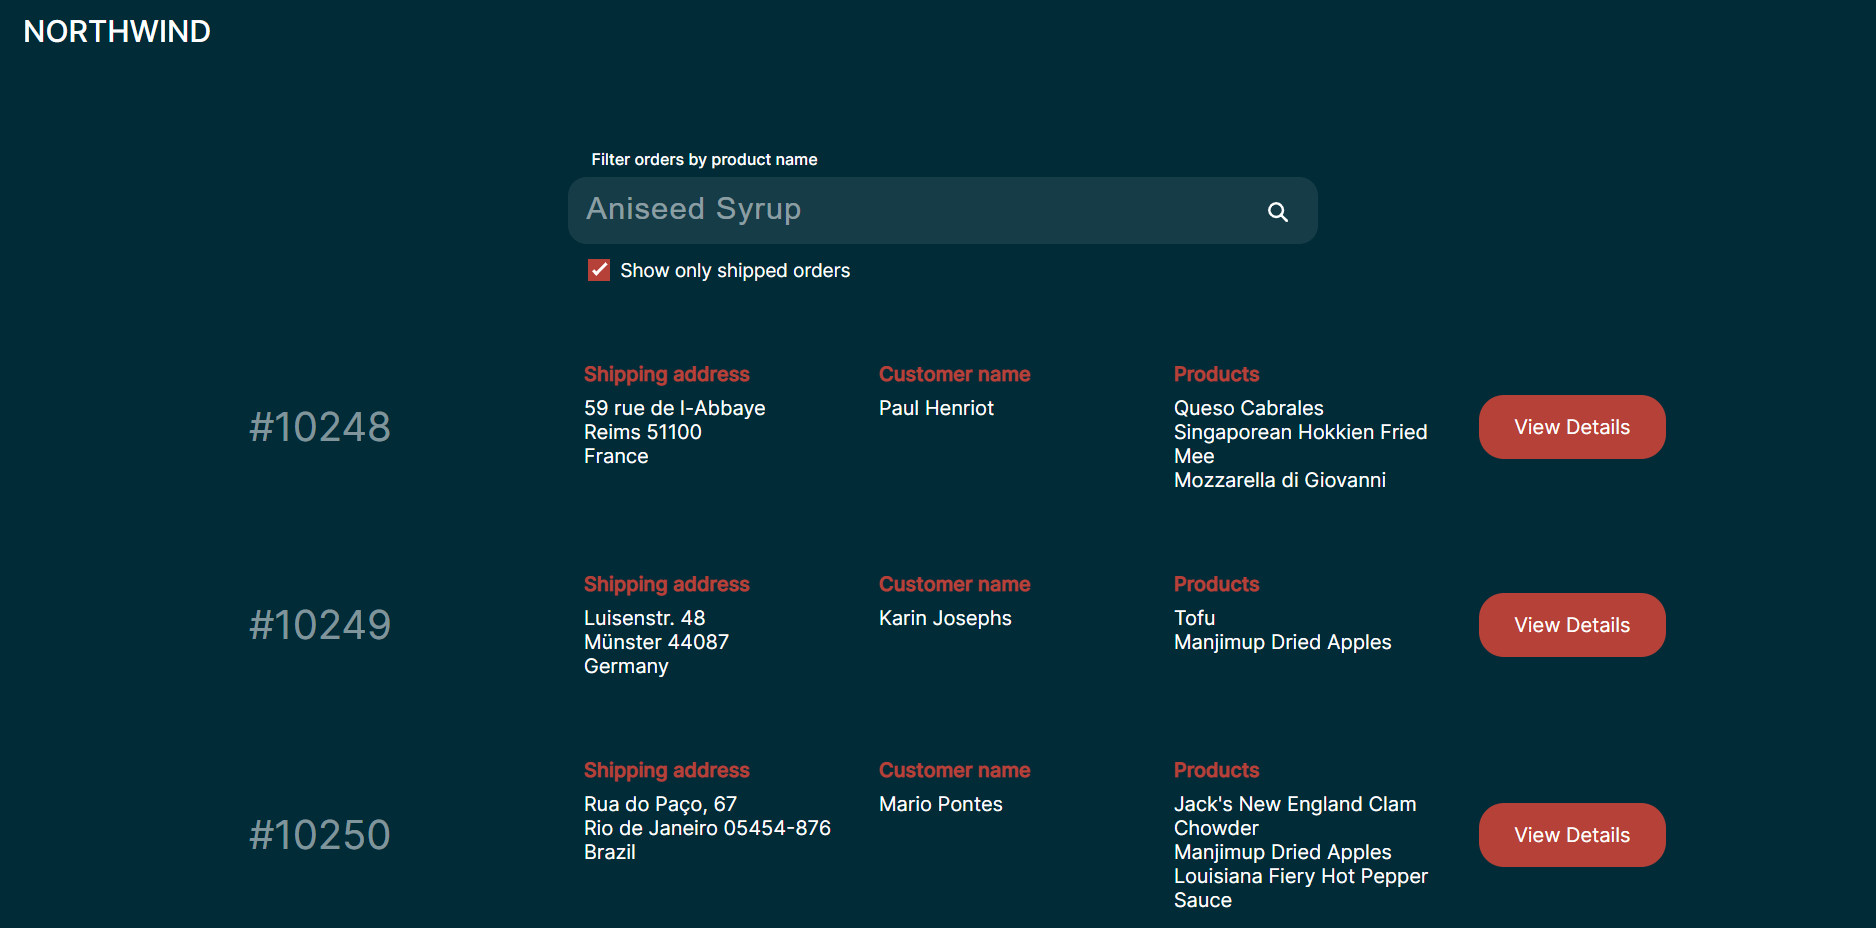 NORTHWIND
Filter orders by product name
Aniseed Syrup
Show only shipped orders
#10248
Shipping address
59 rue de l-Abbaye
Reims 51100
France
Customer name
Paul Henriot
Products
Queso Cabrales
Singaporean Hokkien Fried
Mee
Mozzarella di Giovanni
View Details
#10249
Shipping address
Luisenstr. 48
Münster 44087
Germany
Customer name
Karin Josephs
Products
Tofu
Manjimup Dried Apples
View Details
#10250
Shipping address
Rua do Paço, 67
Rio de Janeiro 05454-876
Brazil
Customer name
Mario Pontes
Products
Jack's New England Clam
Chowder
Manjimup Dried Apples
Louisiana Fiery Hot Pepper
Sauce
View Details